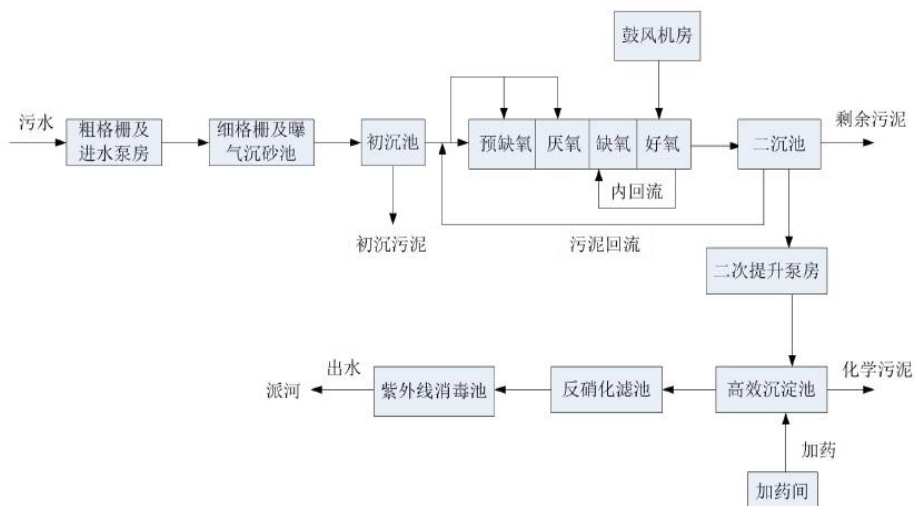 鼓风机房
污水
粗格栅及
进水泵房
细格栅及曝
气沉砂池
初沉池
预缺氧
厌氧
缺氧
好氧
二沉池
剩余污泥
内回流
初沉污泥
污泥回流
二次提升泵房
出水
派河
紫外线消毒池
反硝化滤池
高效沉淀池
化学污泥
加药
加药间